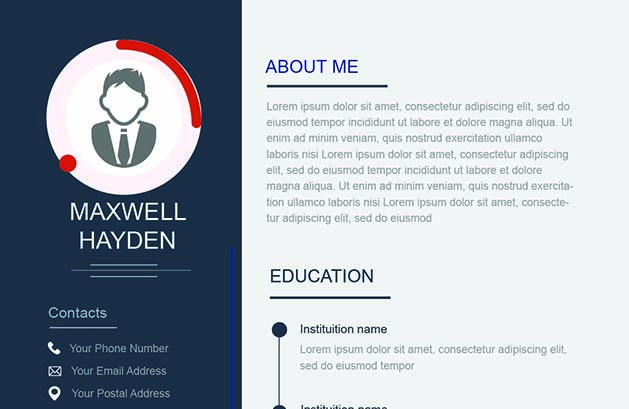 MAXWELL
HAYDEN
Contacts
Your Phone Number
Your Email Address
Your Postal Address
ABOUT ME
Lorem ipsum dolor sit amet, consectetur adipiscing elit, sed do
eiusmod tempor incididunt ut labore et dolore magna aliqua. Ut
enim ad minim veniam, quis nostrud exercitation ullamco
laboris nisi Lorem ipsum dolor sit amet, consectetur adipiscing
elit, sed do eiusmod tempor incididunt ut labore et dolore
magna aliqua. Ut enim ad minim veniam, quis nostrud exercita-
tion ullamco laboris nisi Lorem ipsum dolor sit amet, consecte-
tur adipiscing elit, sed do eiusmod
EDUCATION
Instituition name
Lorem ipsum dolor sit amet, consectetur adipiscing elit,
sed do eiusmod tempor
Instituition name